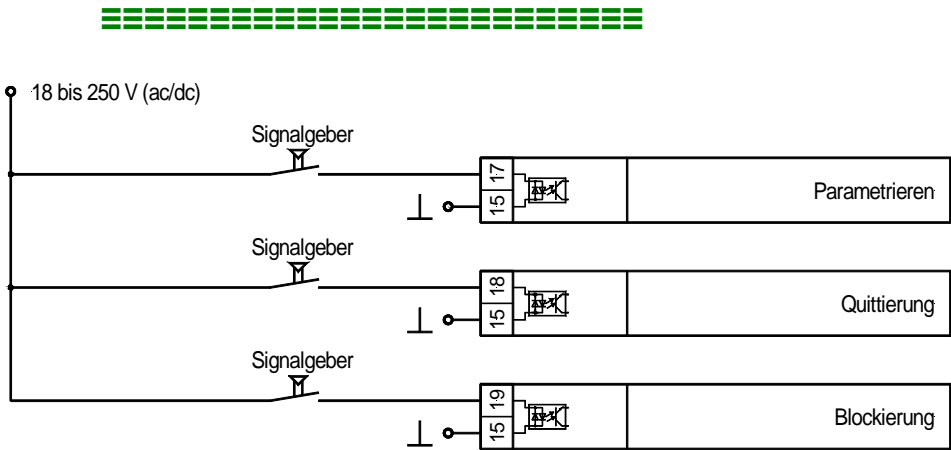 18 bis 250 V (ac/dc)
Signalgeber
17
15
Parametrieren
Signalgeber
18
15
Quittierung
Signalgeber
19
15
Blockierung